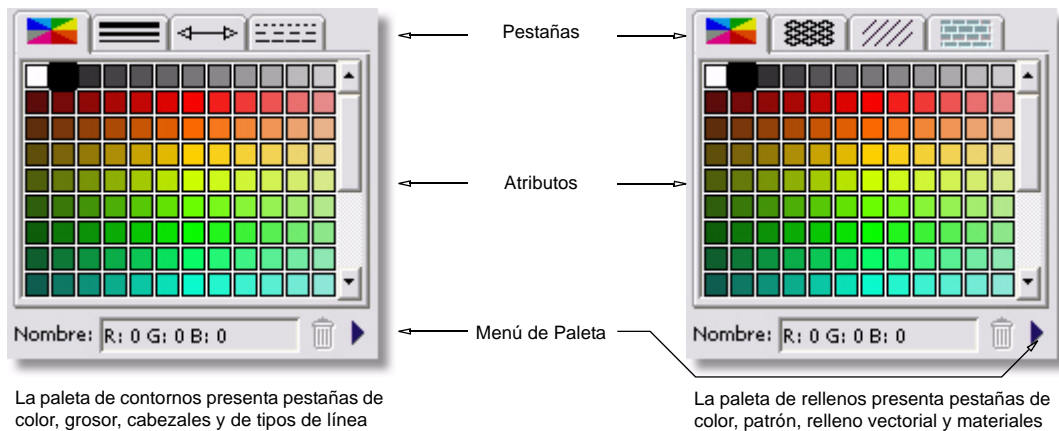 Pestañas
Atributos
Nombre: R: 0 G: 0 B: 0
Menú de Paleta
Nombre: R: 0 G: 0 B: 0
La paleta de contornos presenta pestañas de
color, grosor, cabezales y de tipos de línea
La paleta de rellenos presenta pestañas de
color, patrón, relleno vectorial y materiales